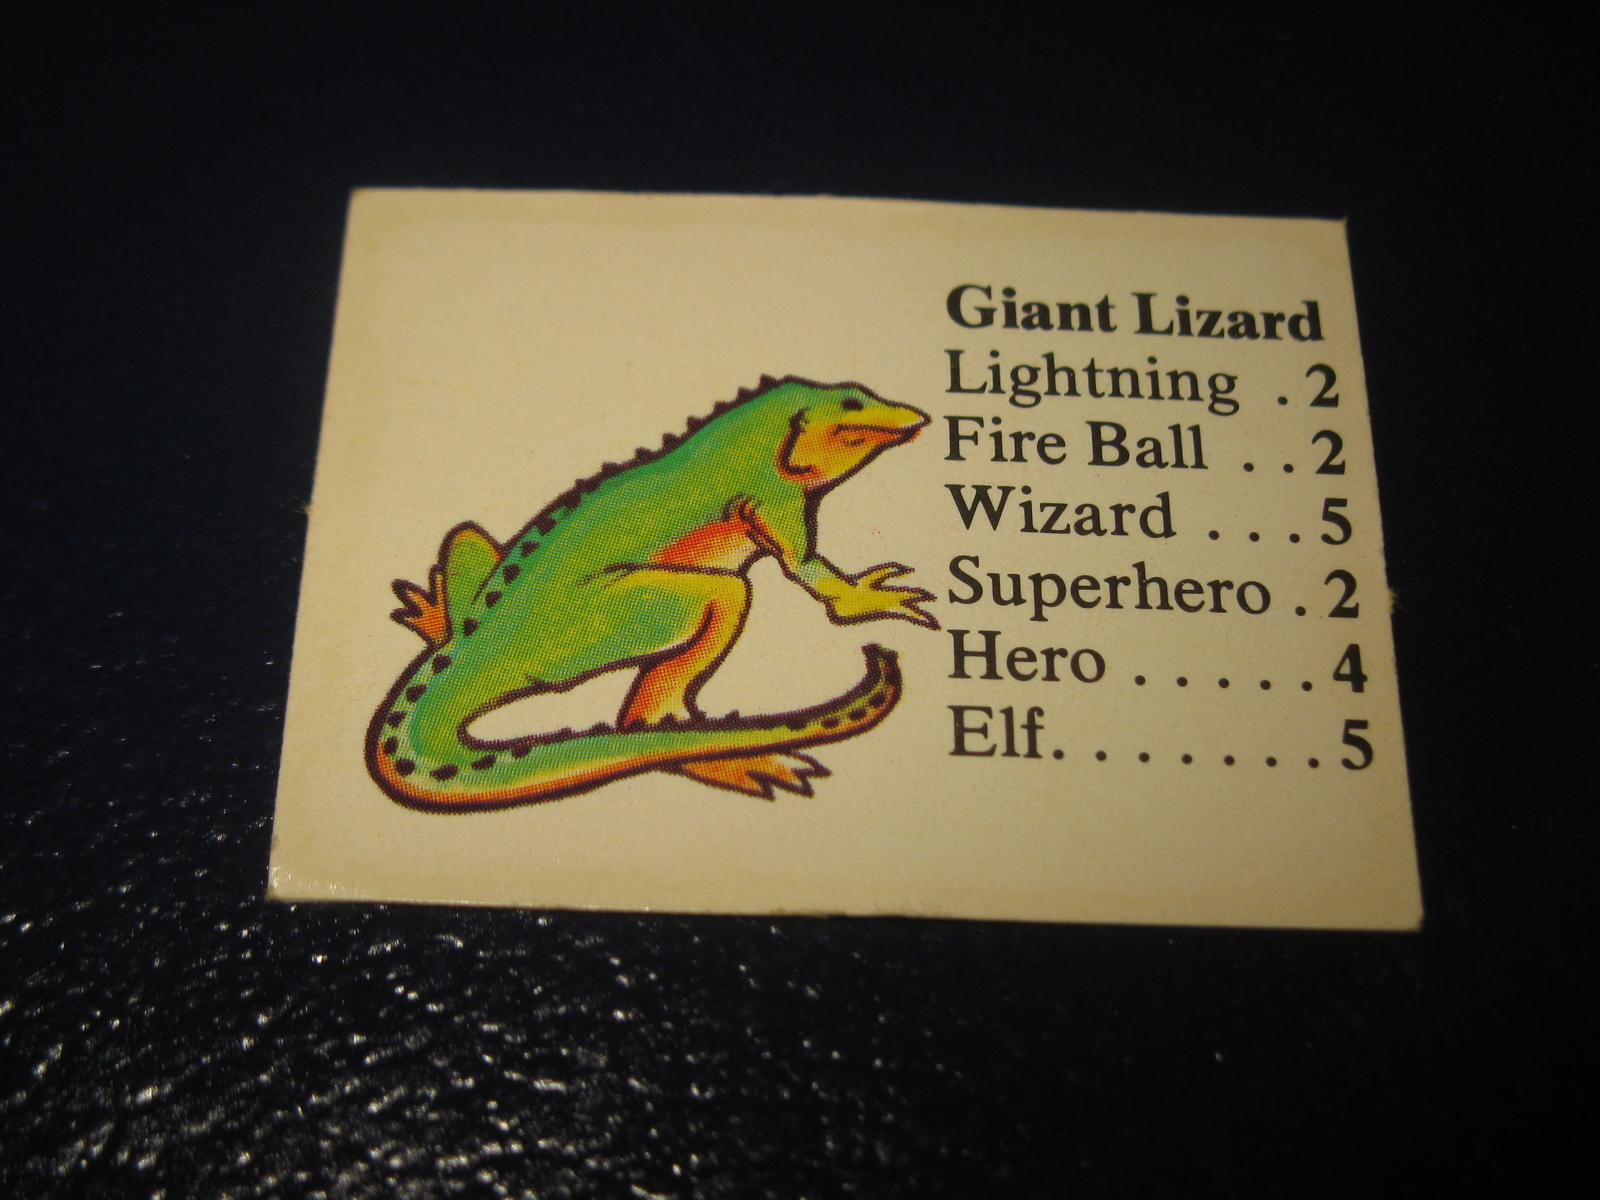 Giant Lizard
Lightning . 2
Fire Ball . . 2
Wizard . . . 5
Superhero . 2
Hero . . . . . 4
Elf. . . . . . . 5